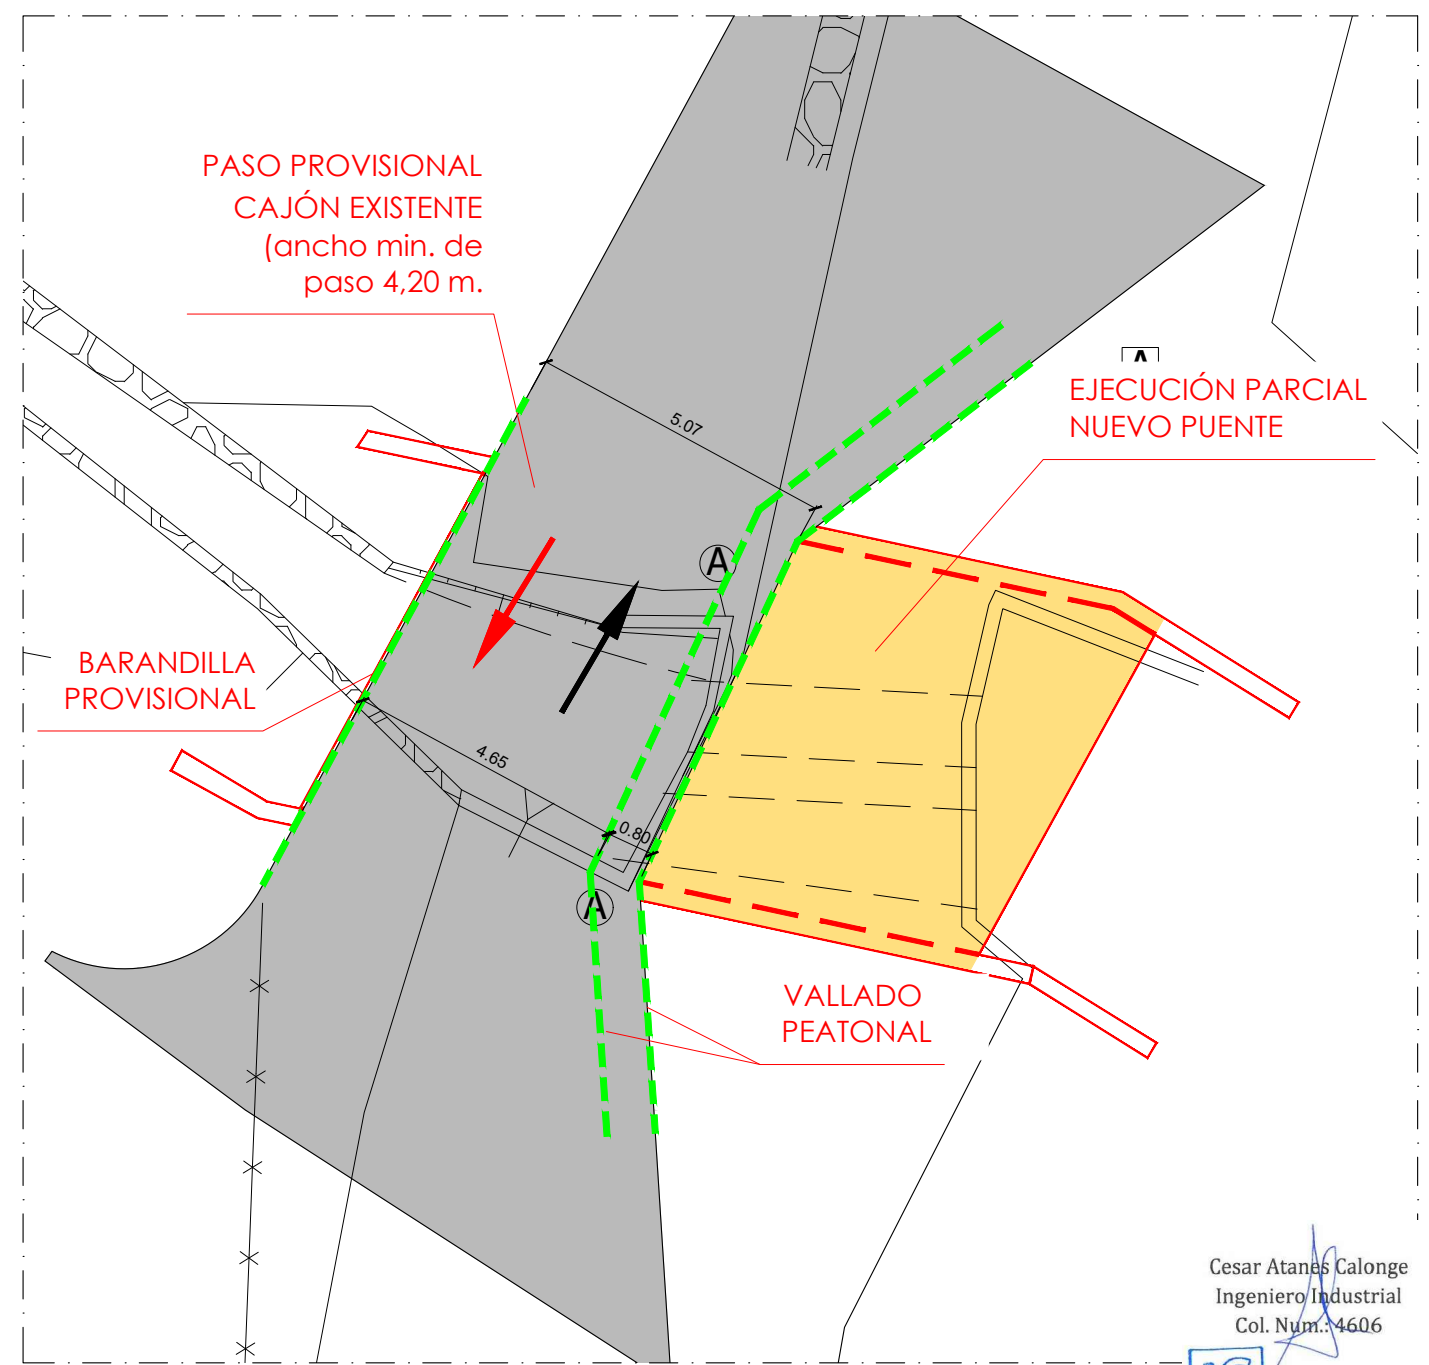 PASO PROVISIONAL
CAJÓN EXISTENTE
(ancho min. de
paso 4,20 m.
5.07
A
EJECUCIÓN PARCIAL
NUEVO PUENTE
A
BARANDILLA
PROVISIONAL
4.65
0.80
A
VALLADO
PEATONAL
Cesar Atanes Calonge
Ingeniero Industrial
Col. Num.: 4606